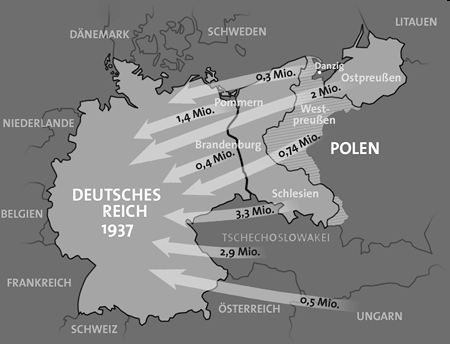 LITAUEN
SCHWEDEN
DÄNEMARK
Danzig
0,3 Mio.
Ostpreußen
2 Mio.
Pommern
1,4 Mio.
West-
preußen
NIEDERLANDE
Brandenburg
0,74 Mio.
POLEN
0,4 Mio.
DEUTSCHES
REICH
1937
Schlesien
BELGIEN
3,3 Mio.
TSCHECHOSLOWAKEI
2,9 Mio.
FRANKREICH
0,5 Mio.
ÖSTERREICH
UNGARN
SCHWEIZ